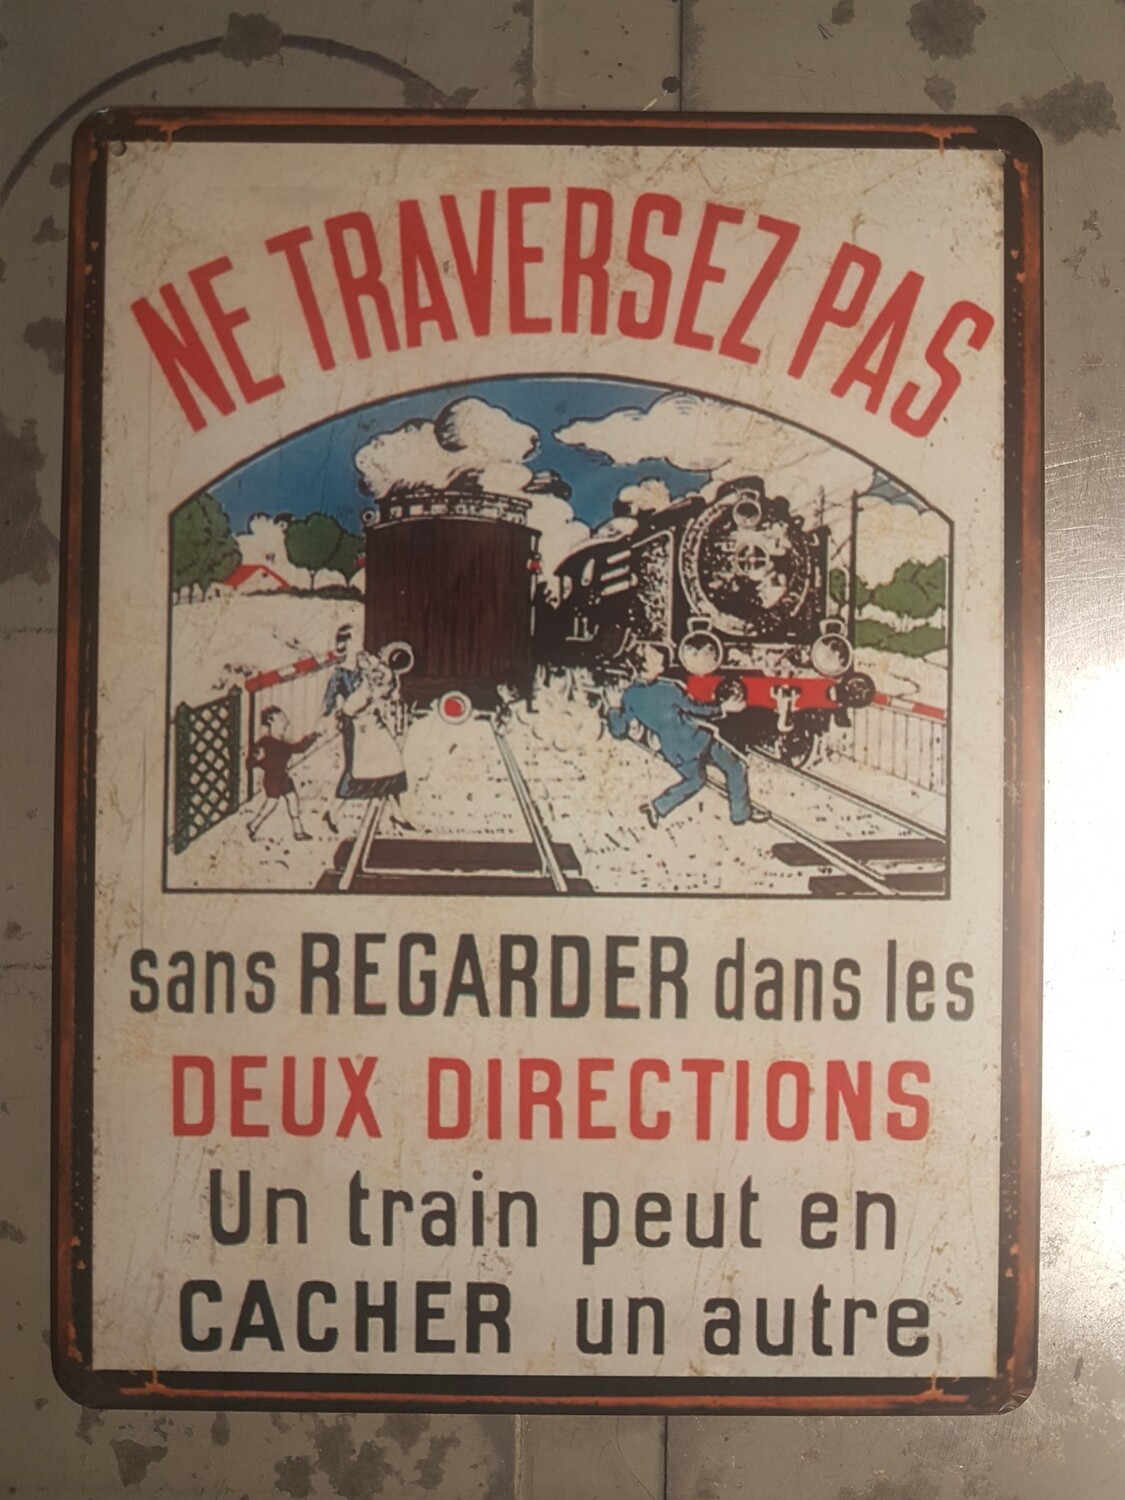 NE TRAVERSEZ PAS
sans REGARDER dans les
DEUX DIRECTIONS
Un train peut en
CACHER un autre